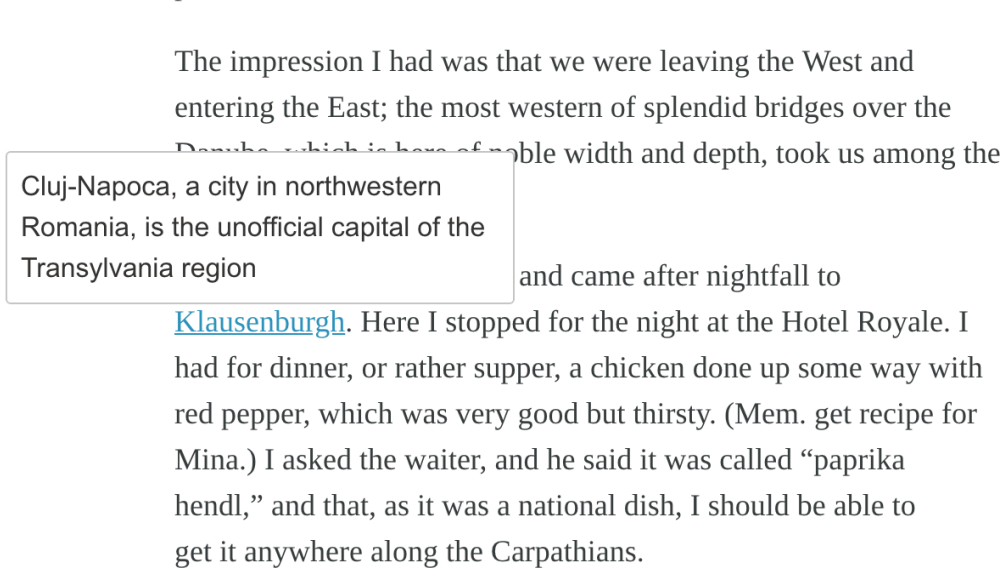 The impression I had was that we were leaving the West and
entering the East; the most western of splendid bridges over the
noble width and depth, took us among the
Cluj-Napoca, a city in northwestern
Romania, is the unofficial capital of the
Transylvania region
and came after nightfall to
Klausenburgh. Here I stopped for the night at the Hotel Royale. I
had for dinner, or rather supper, a chicken done up some way with
red pepper, which was very good but thirsty. (Mem. get recipe for
Mina.) I asked the waiter, and he said it was called “paprika
hendl,” and that, as it was a national dish, I should be able to
get it anywhere along the Carpathians.